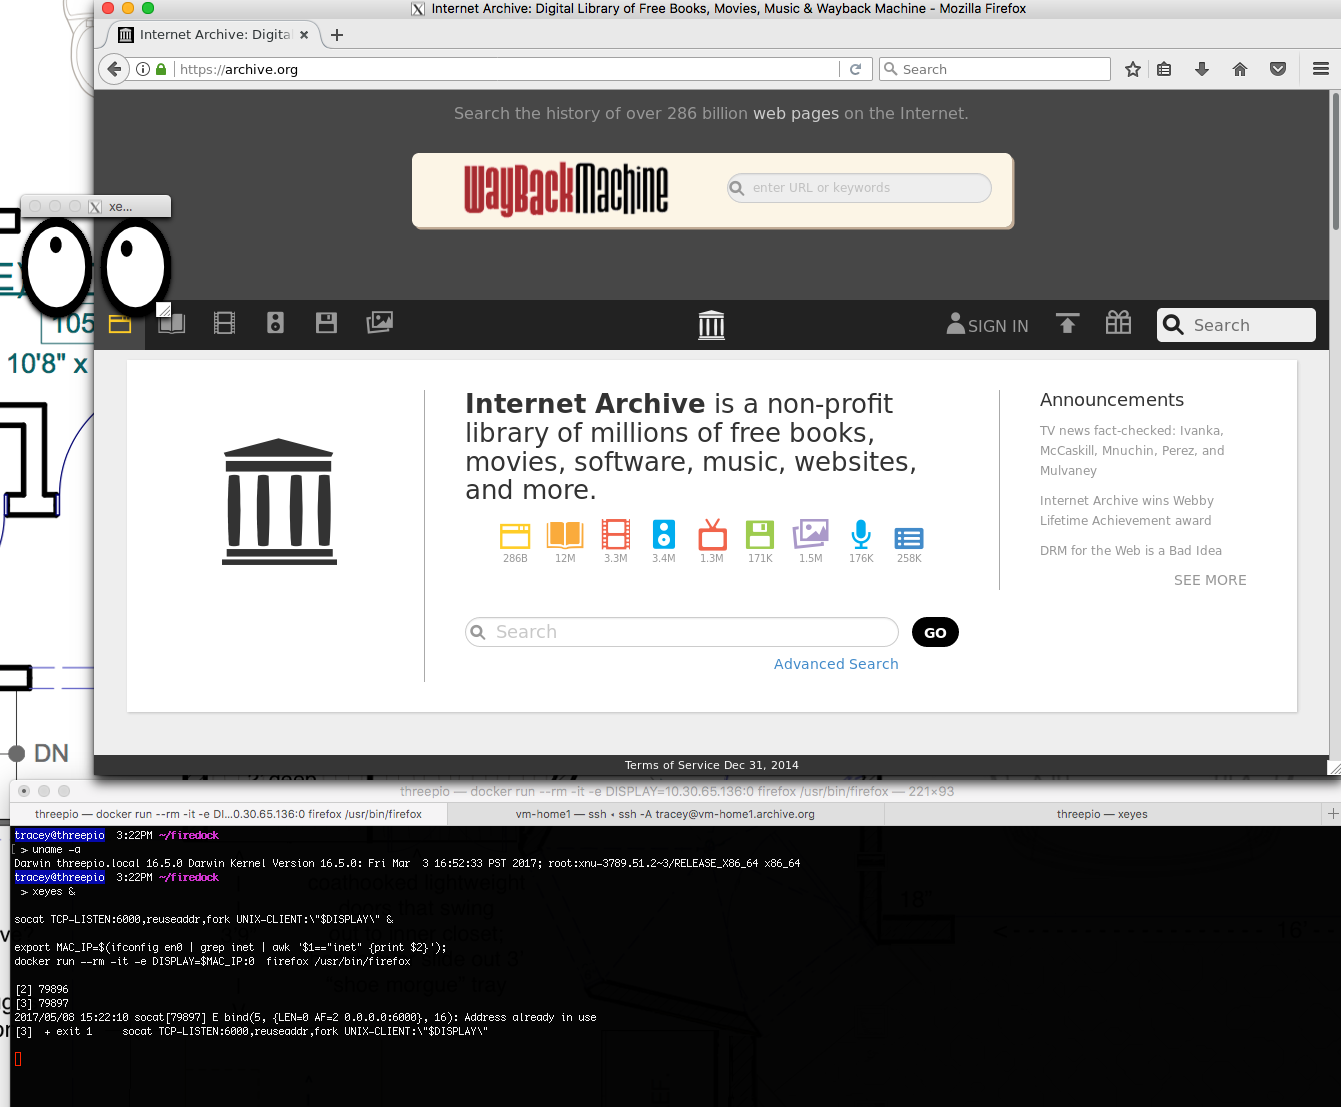 Internet Archive: Digital Library of Free Books, Movies, Music & Wayback Machine - Mozilla Firefox
Internet Archive: Digita
https://archive.org
Search
Search the history of over 286 billion web pages on the Internet.
WayBackMachine
enter URL or keywords
xe...
105
10'8" x
SIGN IN
Search
Internet Archive is a non-profit
library of millions of free books,
movies, software, music, websites,
and more.
286B 12M 3.3M 3.4M 1.3M 171K 1.5M 176K 258K
Search
GO
Advanced Search
Announcements
TV news fact-checked: Ivanka,
McCaskill, Mnuchin, Perez, and
Mulvaney
Internet Archive wins Webby
Lifetime Achievement award
DRM for the Web is a Bad Idea
SEE MORE
DN
Terms of Service Dec 31, 2014
threepio — docker run --rm -it -e DISPLAY=10.30.65.136:0 firefox /usr/bin/firefox — 221×93
threepio — docker run --rm -it -e DI...0.30.65.136:0 firefox /usr/bin/firefox
vm-home1 — ssh • ssh -A tracey@vm-home1.archive.org
threepio — xeyes
tracey@threepio 3:22PM ~/firedock
[ > uname -a
Darwin threepio.local 16.5.0 Darwin Kernel Version 16.5.0: Fri Mar  3 16:52:33 PST 2017; root:xnu-3789.51.2~3/RELEASE_X86_64 x86_64
tracey@threepio 3:22PM ~/firedock
> xeyes &
socat TCP-LISTEN:6000,reuseaddr,fork UNIX-CLIENT:\"$DISPLAY\" &
export MAC_IP=$(ifconfig en0 | grep inet | awk '$1=="inet" {print $2}');
docker run --rm -it -e DISPLAY=$MAC_IP:0  firefox /usr/bin/firefox
[2] 79896
[3] 79897
2017/05/08 15:22:10 socat[79897] E bind(5, {LEN=0 AF=2 0.0.0.0:6000}, 16): Address already in use
[3]  + exit 1     socat TCP-LISTEN:6000,reuseaddr,fork UNIX-CLIENT:\"$DISPLAY\"
coathooked lightweight
doors that swing
"shoe morgue" tray
18"
16'